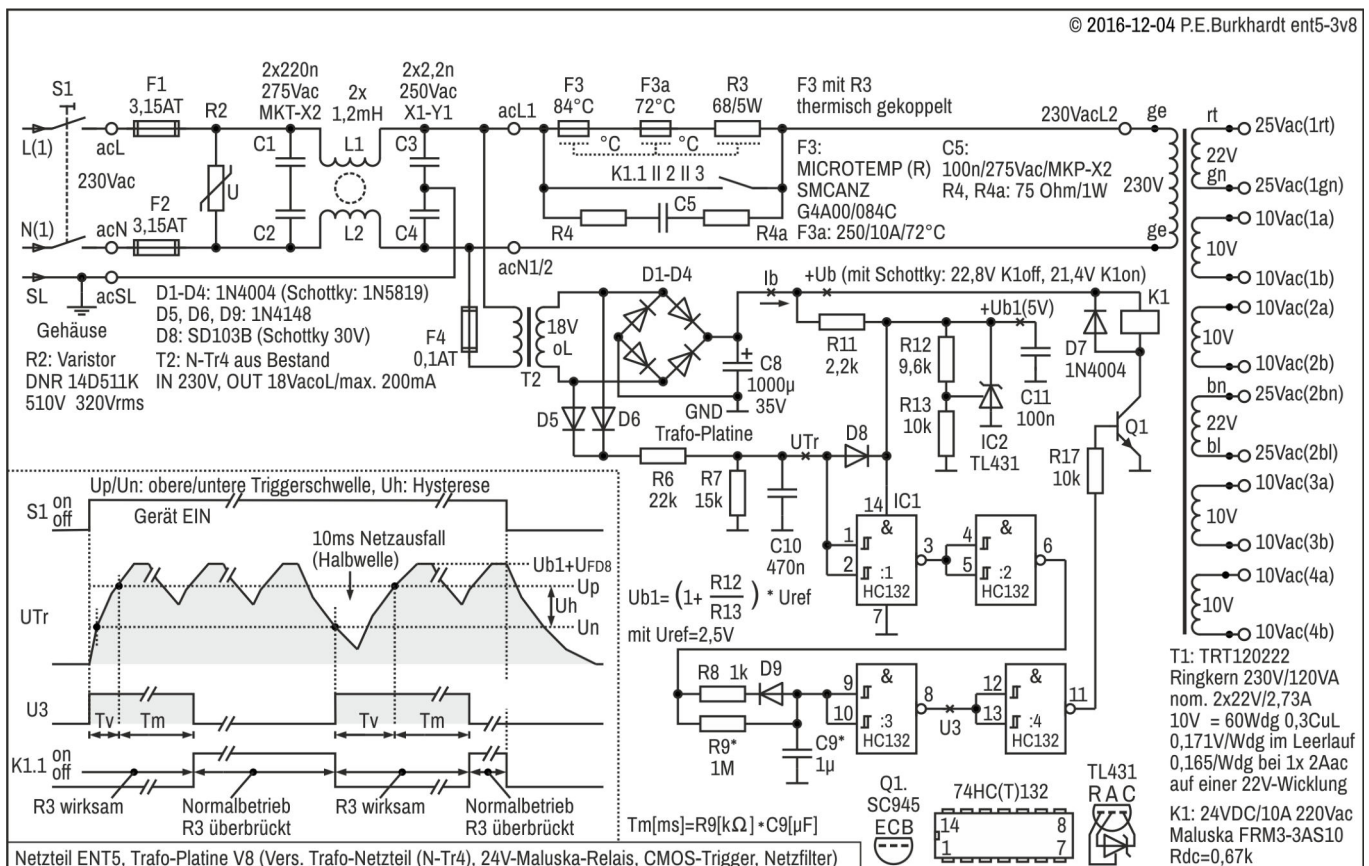 © 2016-12-04 P.E.Burkhardt ent5-3v8
S1
F1
3,15AT
R2
2x220n
275Vac
MKT-X2
2x
1,2mH
2x2,2n
250Vac
X1-Y1
acL1
F3
84°C
F3a
72°C
R3
68/5W
F3 mit R3
thermisch gekoppelt
230VacL2
ge
rt
25Vac(1rt)
L(1)
acL
C1
L1
C3
°C
°C
22V
230Vac
U
K1.1 II 2 II 3
F3:
MICROTEMP (R)
SMCANZ
G4A00/084C
F3a: 250/10A/72°C
C5:
100n/275Vac/MKP-X2
R4, R4a: 75 Ohm/1W
230V
gn
25Vac(1gn)
N(1)
acN
F2
3,15AT
C2
L2
C4
R4
C5
R4a
acN1/2
ge
10Vac(1a)
10V
10Vac(1b)
SL
acSL
Gehäuse
D1-D4: 1N4004 (Schottky: 1N5819)
D5, D6, D9: 1N4148
D8: SD103B (Schottky 30V)
T2: N-Tr4 aus Bestand
IN 230V, OUT 18VacoL/max. 200mA
R2: Varistor
DNR 14D511K
510V 320Vrms
F4
0,1AT
18V
oL
T2
D1-D4
Ib
+Ub (mit Schottky: 22,8V K1off, 21,4V K1on)
+Ub1(5V)
K1
10Vac(2a)
10V
10Vac(2b)
+
C8
1000µ
35V
GND
Trafo-Platine
R11
2,2k
R12
9,6k
R13
10k
IC2
TL431
C11
100n
D7
1N4004
Q1
bn
25Vac(2bn)
22V
bl
25Vac(2bl)
D5
D6
UTr
D8
R6
22k
R7
15k
C10
470n
R17
10k
10Vac(3a)
10V
10Vac(3b)
14
IC1
1
2
&
:1
HC132
3
7
4
5
&
:2
HC132
6
10Vac(4a)
10V
10Vac(4b)
Up/Un: obere/untere Triggerschwelle, Uh: Hysterese
S1 on
off
Gerät EIN
10ms Netzausfall
(Halbwelle)
Ub1+UFD8
Up
Uh
Un
UTr
U3
Tv
Tm
Tv
Tm
K1.1 on
off
R3 wirksam
Normalbetrieb
R3 überbrückt
R3 wirksam
Normalbetrieb
R3 überbrückt
Ub1= (1+ R12/R13) * Uref
mit Uref=2,5V
R8 1k
D9
R9*
1M
C9*
1µ
9
10
&
:3
HC132
8
U3
12
13
&
:4
HC132
11
Tm[ms]=R9[kΩ]*C9[µF]
Q1.
SC945
ECB
74HC(T)132
14
8
1
7
TL431
R A C
T1: TRT120222
Ringkern 230V/120VA
nom. 2x22V/2,73A
10V = 60Wdg 0,3CuL
0,171V/Wdg im Leerlauf
0,165/Wdg bei 1x 2Aac
auf einer 22V-Wicklung
K1: 24VDC/10A 220Vac
Maluska FRM3-3AS10
Rdc=0,67k
Netzteil ENT5, Trafo-Platine V8 (Vers. Trafo-Netzteil (N-Tr4), 24V-Maluska-Relais, CMOS-Trigger, Netzfilter)